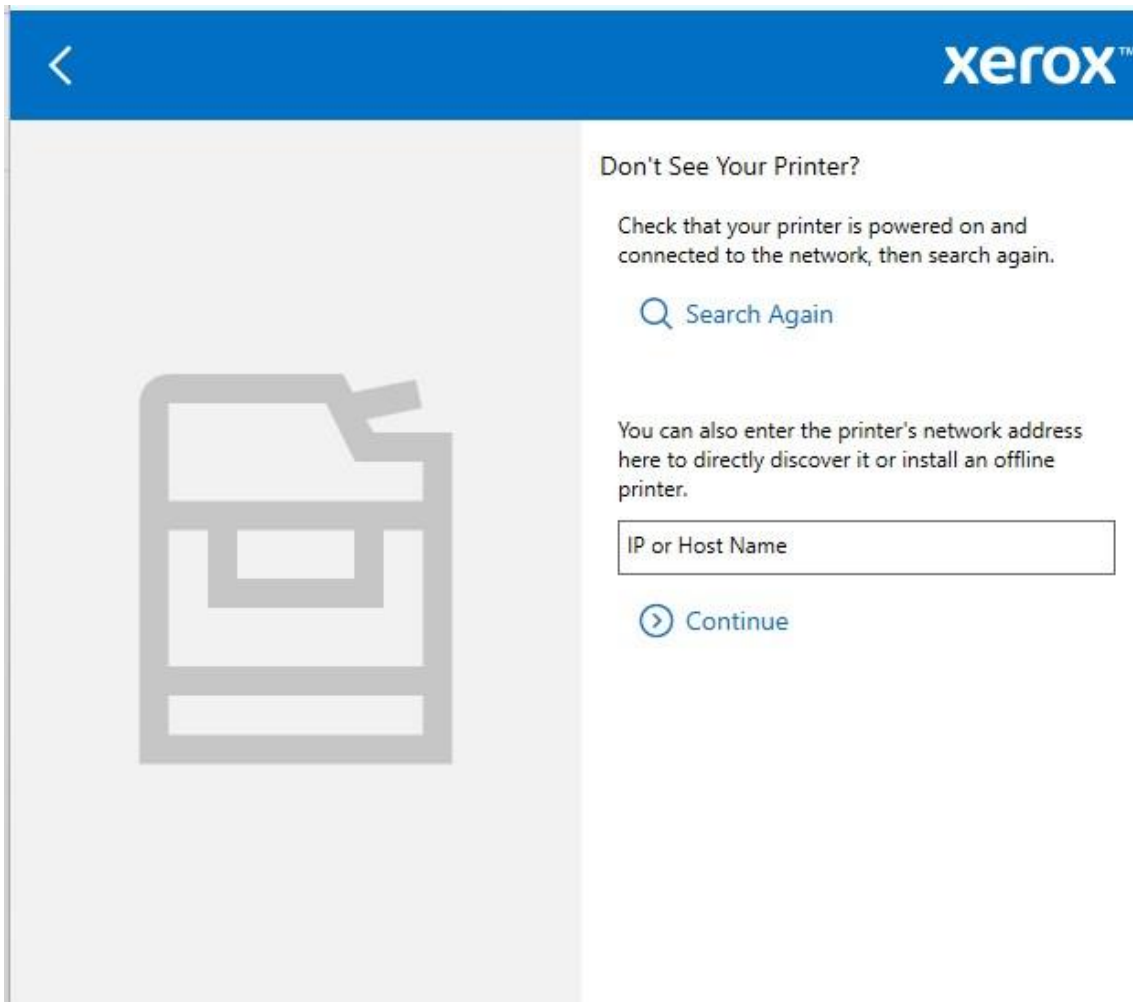 xerox™
Don't See Your Printer?
Check that your printer is powered on and
connected to the network, then search again.
Search Again
You can also enter the printer's network address
here to directly discover it or install an offline
printer.
IP or Host Name
Continue